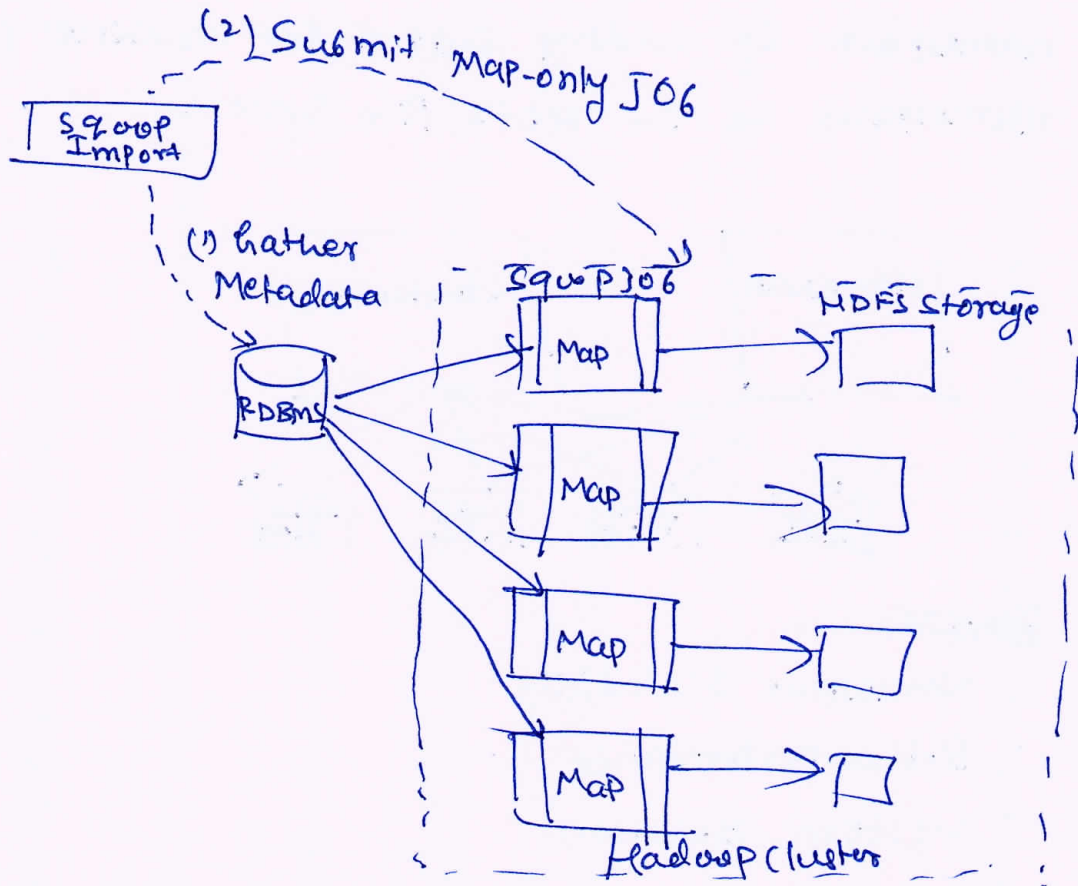 (2) Submit Map-only Job
Sqoop
Import
(1) Gather
Metadata
Sqoop Job
HDFS Storage
RDBMS
Map
Map
Map
Map
Hadoop Cluster